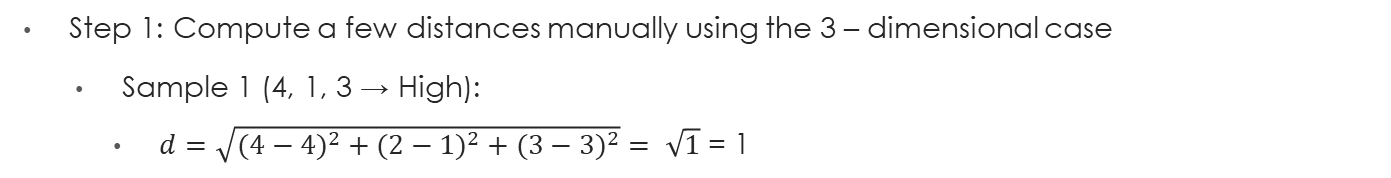 • Step 1: Compute a few distances manually using the 3 – dimensional case
• Sample 1 (4, 1, 3 → High):
• d = √(4 − 4)² + (2 − 1)² + (3 − 3)² = √1 = 1